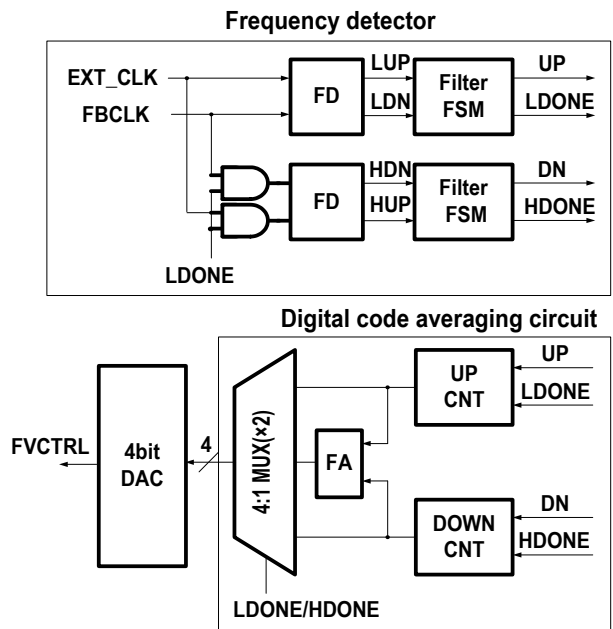 Frequency detector
EXT_CLK
FBCLK
FD
LUP
LDN
Filter
FSM
UP
LDONE
FD
HDN
HUP
Filter
FSM
DN
HDONE
LDONE
Digital code averaging circuit
FVCTRL
4bit
DAC
4
4:1 MUX(×2)
FA
UP
CNT
UP
LDONE
DOWN
CNT
DN
HDONE
LDONE/HDONE